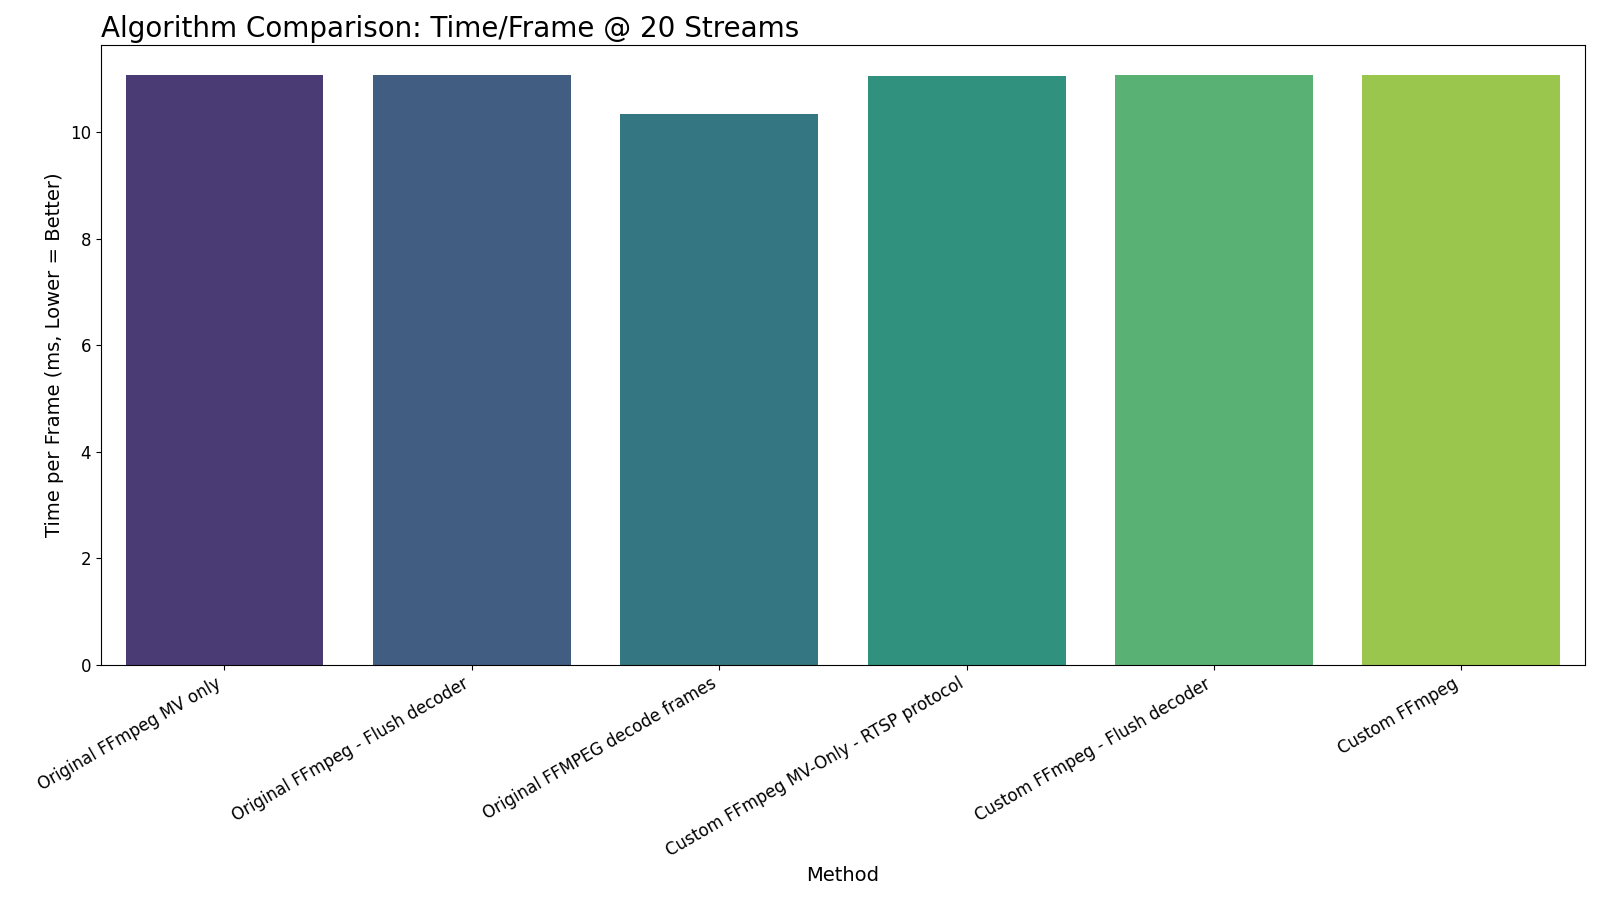 Algorithm Comparison: Time/Frame @ 20 Streams
Time per Frame (ms, Lower = Better)
10
8
6
4
2
0
Original FFmpeg MV only
Original FFmpeg - Flush decoder
Original FFMPEG decode frames
Custom FFmpeg MV-Only - RTSP protocol
Custom FFmpeg - Flush decoder
Custom FFmpeg
Method